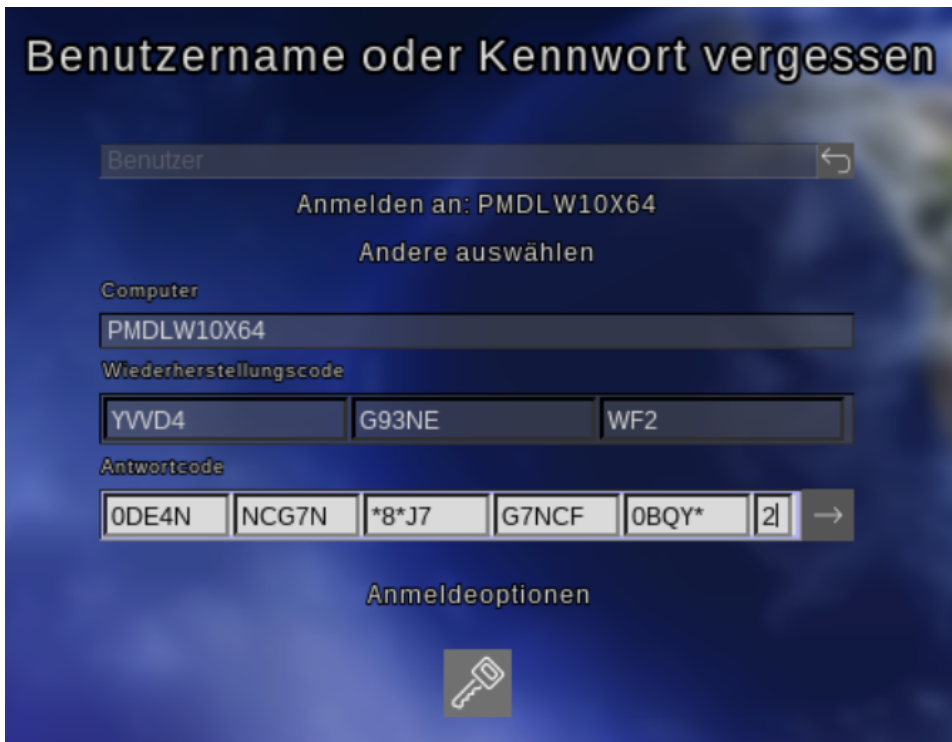 Benutzername oder Kennwort vergessen
Benutzer
Anmelden an: PMDLW10X64
Andere auswählen
Computer
PMDLW10X64
Wiederherstellungscode
YVVD4 G93NE WF2
Antwortcode
0DE4N NCG7N *8*J7 G7NCF 0BQY* 2
Anmeldeoptionen